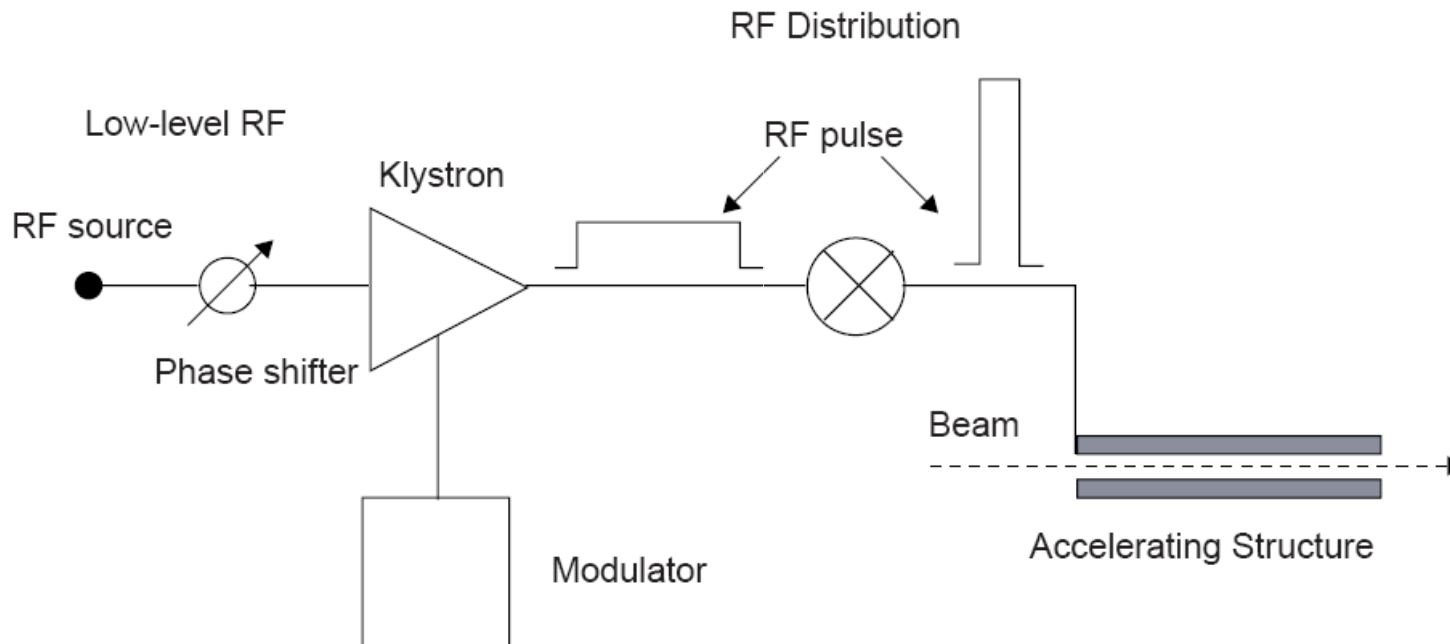 RF Distribution
Low-level RF
RF pulse
Klystron
RF source
Phase shifter
Beam
Accelerating Structure
Modulator